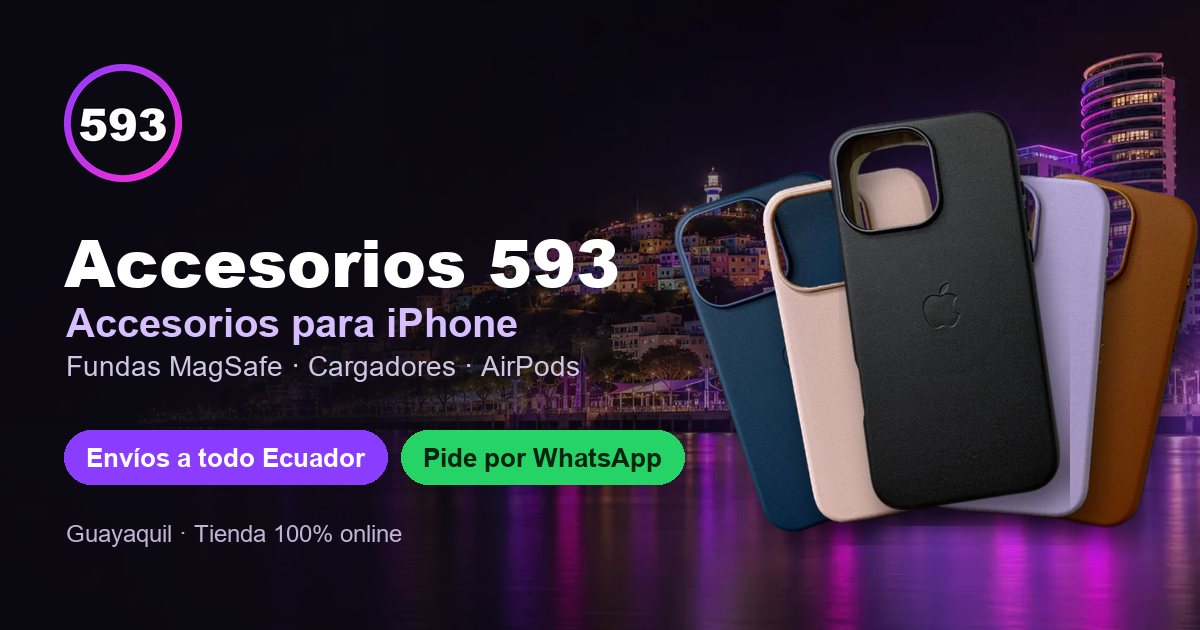 593
Accesorios 593
Accesorios para iPhone
Fundas MagSafe · Cargadores · AirPods
Envíos a todo Ecuador
Pide por WhatsApp
Guayaquil · Tienda 100% online